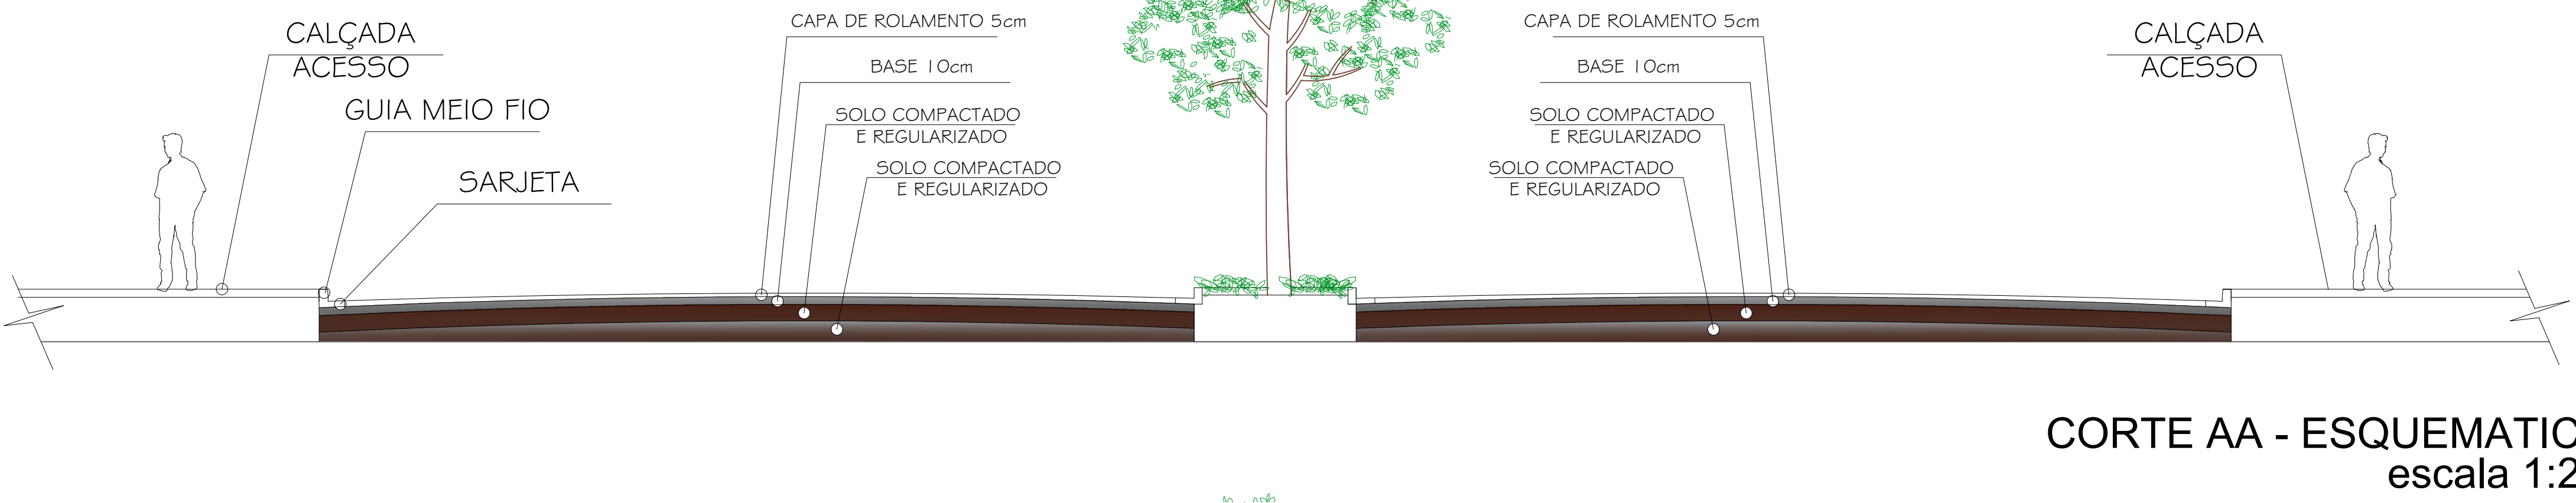 CALÇADA
ACESSO
GUIA MEIO FIO
SARJETA
CAPA DE ROLAMENTO 5cm
BASE 10cm
SOLO COMPACTADO
E REGULARIZADO
SOLO COMPACTADO
E REGULARIZADO
CAPA DE ROLAMENTO 5cm
BASE 10cm
SOLO COMPACTADO
E REGULARIZADO
SOLO COMPACTADO
E REGULARIZADO
CALÇADA
ACESSO
CORTE AA - ESQUEMATIC
escala 1:2